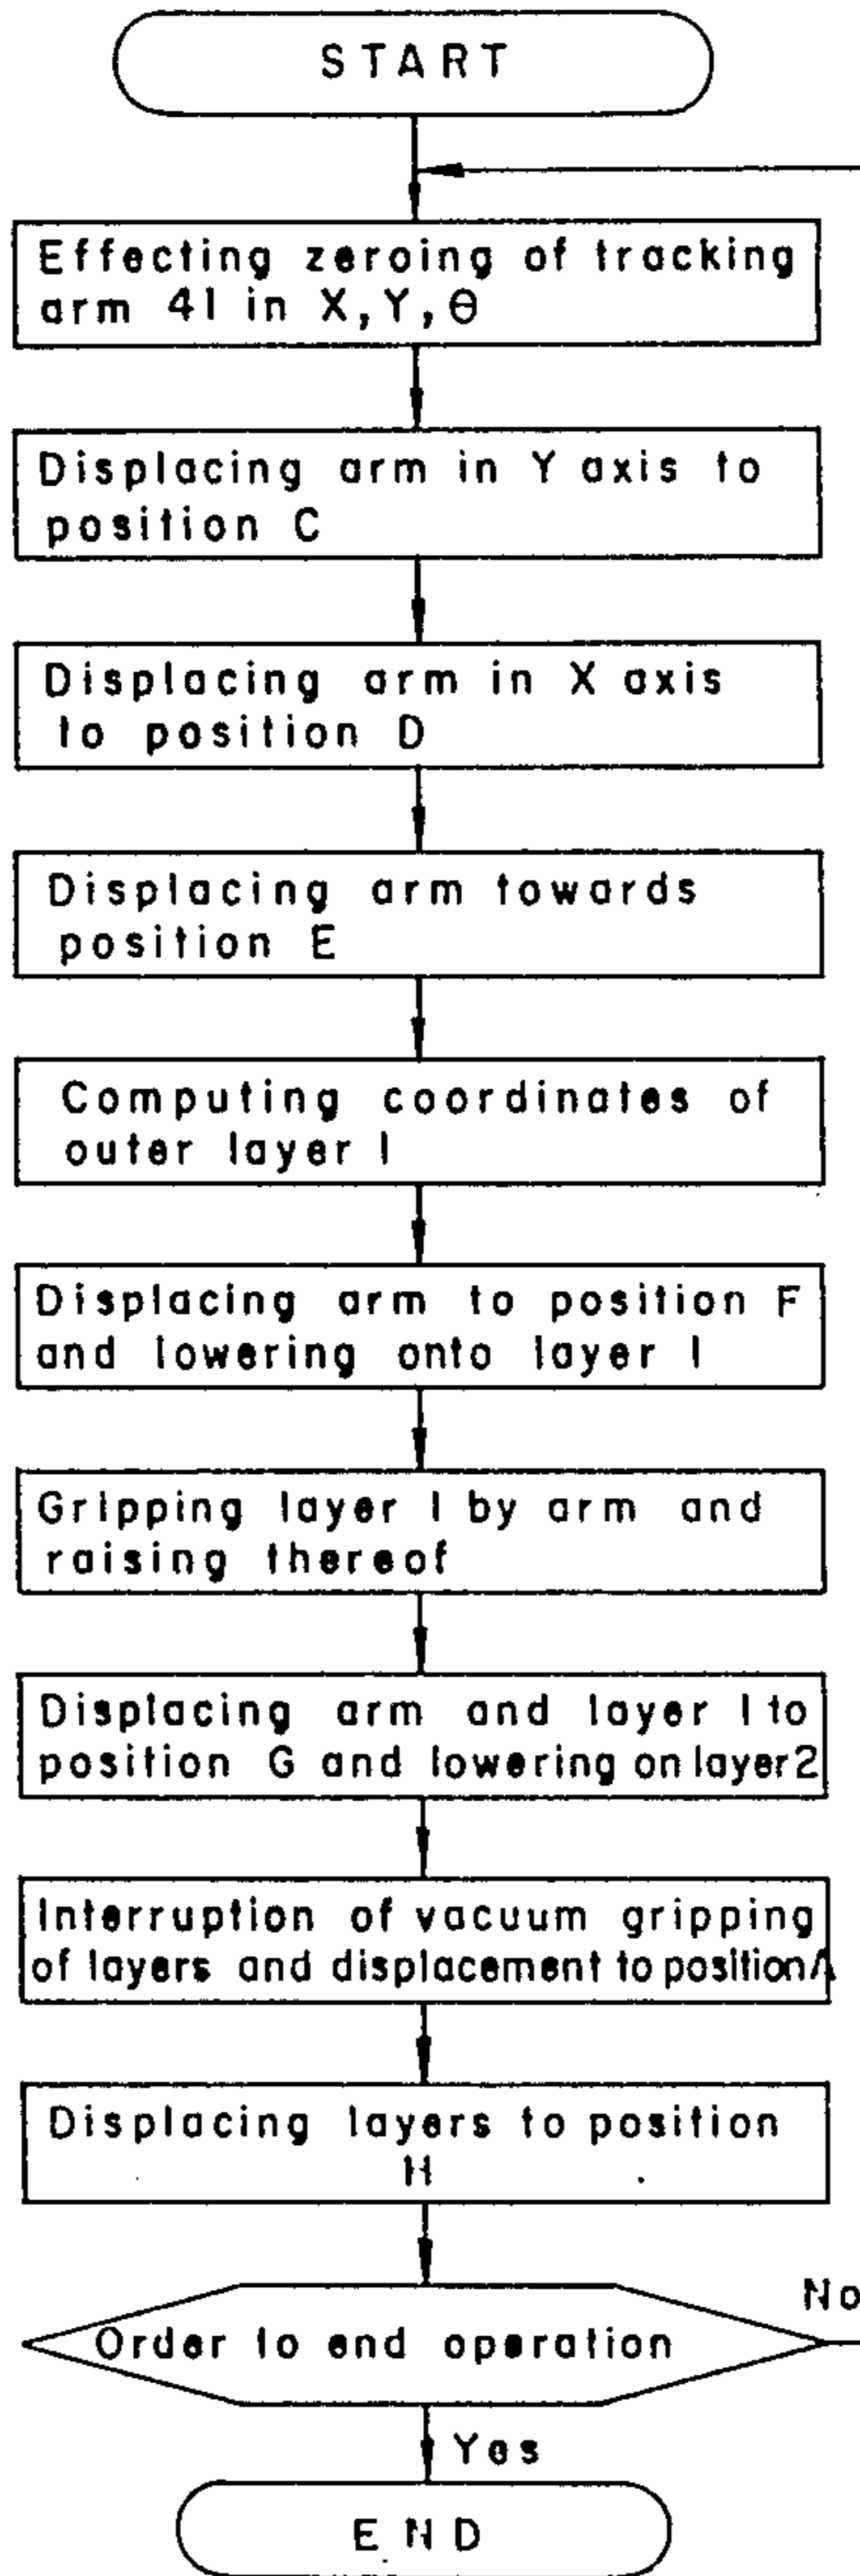 START
Effecting zeroing of tracking
arm 41 in X, Y, θ
Displacing arm in Y axis to
position C
Displacing arm in X axis
to position D
Displacing arm towards
position E
Computing coordinates of
outer layer 1
Displacing arm to position F
and lowering onto layer 1
Gripping layer 1 by arm and
raising thereof
Displacing arm and layer 1 to
position G and lowering on layer 2
Interruption of vacuum gripping
of layers and displacement to position A
Displacing layers to position
H
No
Order to end operation
Yes
END